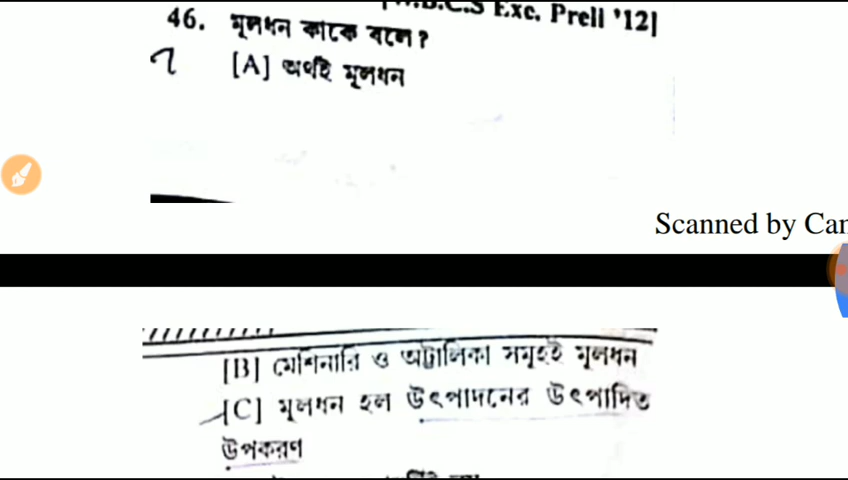 Exc. Prell '12]
46. মূলধন কাকে বলে?
[A] অর্থই মূলধন
Scanned by Cam
[B] মেশিনারি ও অট্টালিকা সমূহই মূলধন
[C] মূলধন হল উৎপাদনের উৎপাদিত
উপকরণ